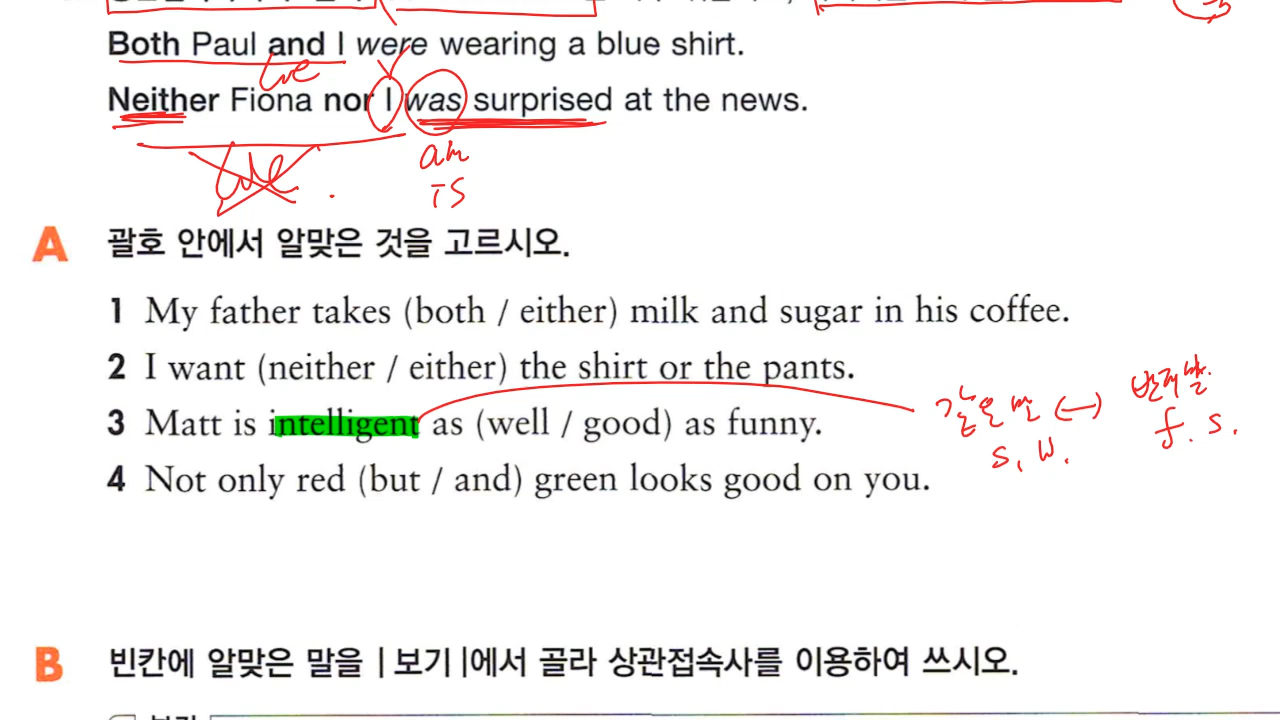 Both Paul and I were wearing a blue shirt.
we
Neither Fiona nor I was surprised at the news.
we
am
is
A 괄호 안에서 알맞은 것을 고르시오.
1 My father takes (both / either) milk and sugar in his coffee.
2 I want (neither / either) the shirt or the pants.
3 Matt is intelligent as (well / good) as funny.
같은 말 ↔ 반대말
s, w. f. s.
4 Not only red (but / and) green looks good on you.
B 빈칸에 알맞은 말을 |보기|에서 골라 상관접속사를 이용하여 쓰시오.